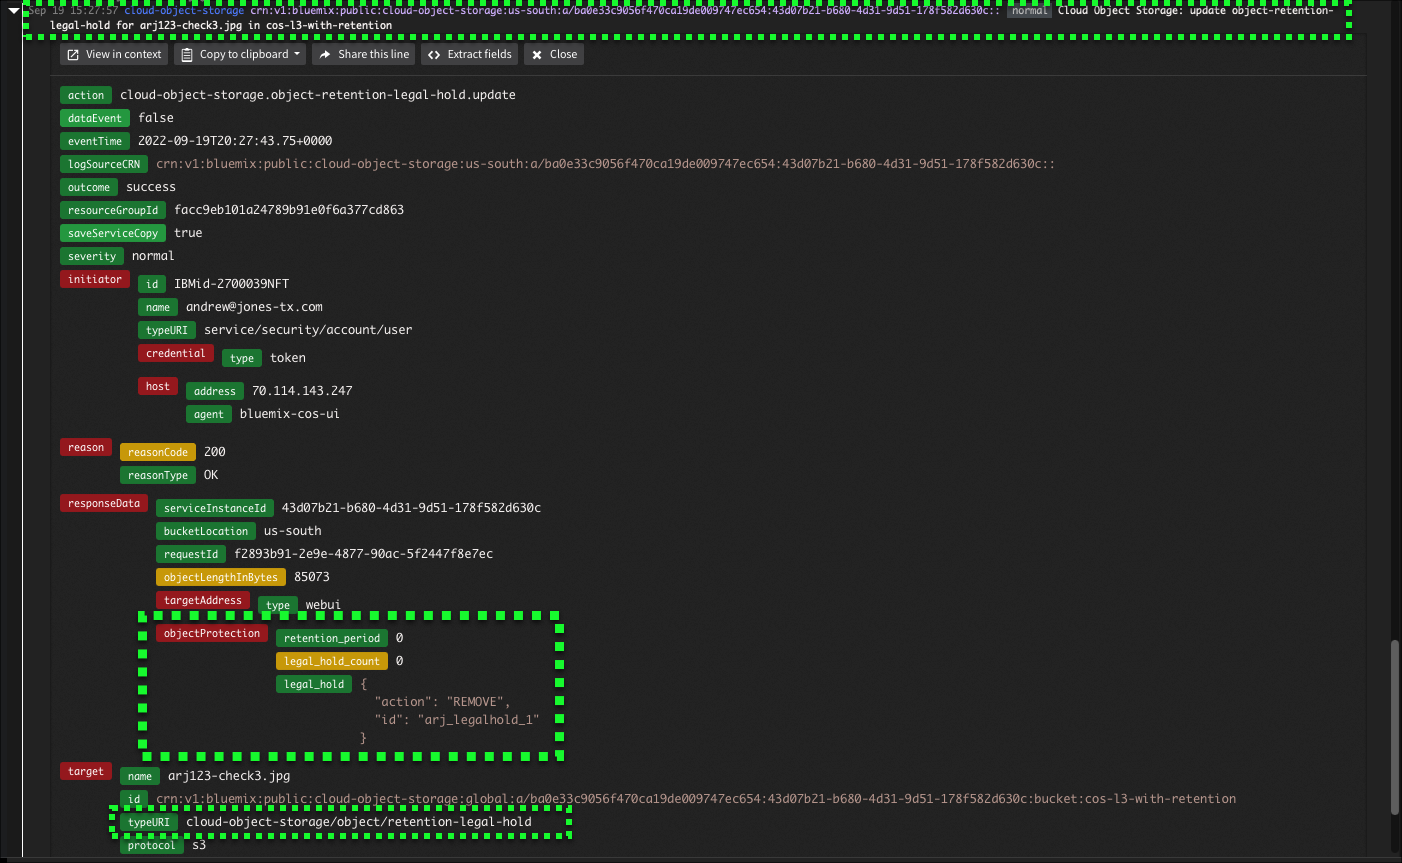 Sep 19 15:27:57 cloud-object-storage crn:v1:bluemix:public:cloud-object-storage:us-south:a/ba0e33c9056f470ca19de009747ec654:43d07b21-b680-4d31-9d51-178f582d630c:: normal Cloud Object Storage: update object-retention-
legal-hold for arj123-check3.jpg in cos-l3-with-retention
View in context Copy to clipboard Share this line Extract fields Close
action cloud-object-storage.object-retention-legal-hold.update
dataEvent false
eventTime 2022-09-19T20:27:43.75+0000
logSourceCRN crn:v1:bluemix:public:cloud-object-storage:us-south:a/ba0e33c9056f470ca19de009747ec654:43d07b21-b680-4d31-9d51-178f582d630c::
outcome success
resourceGroupId facc9eb101a24789b91e0f6a377cd863
saveServiceCopy true
severity normal
initiator id IBMid-2700039NFT
name andrew@jones-tx.com
typeURI service/security/account/user
credential type token
host address 70.114.143.247
agent bluemix-cos-ui
reason reasonCode 200
reasonType OK
responseData serviceInstanceId 43d07b21-b680-4d31-9d51-178f582d630c
bucketLocation us-south
requestId f2893b91-2e9e-4877-90ac-5f2447f8e7ec
objectLengthInBytes 85073
targetAddress type webui
objectProtection retention_period 0
legal_hold_count 0
legal_hold {
"action": "REMOVE",
"id": "arj_legalhold_1"
}
target name arj123-check3.jpg
id crn:v1:bluemix:public:cloud-object-storage:global:a/ba0e33c9056f470ca19de009747ec654:43d07b21-b680-4d31-9d51-178f582d630c:bucket:cos-l3-with-retention
typeURI cloud-object-storage/object/retention-legal-hold
protocol s3